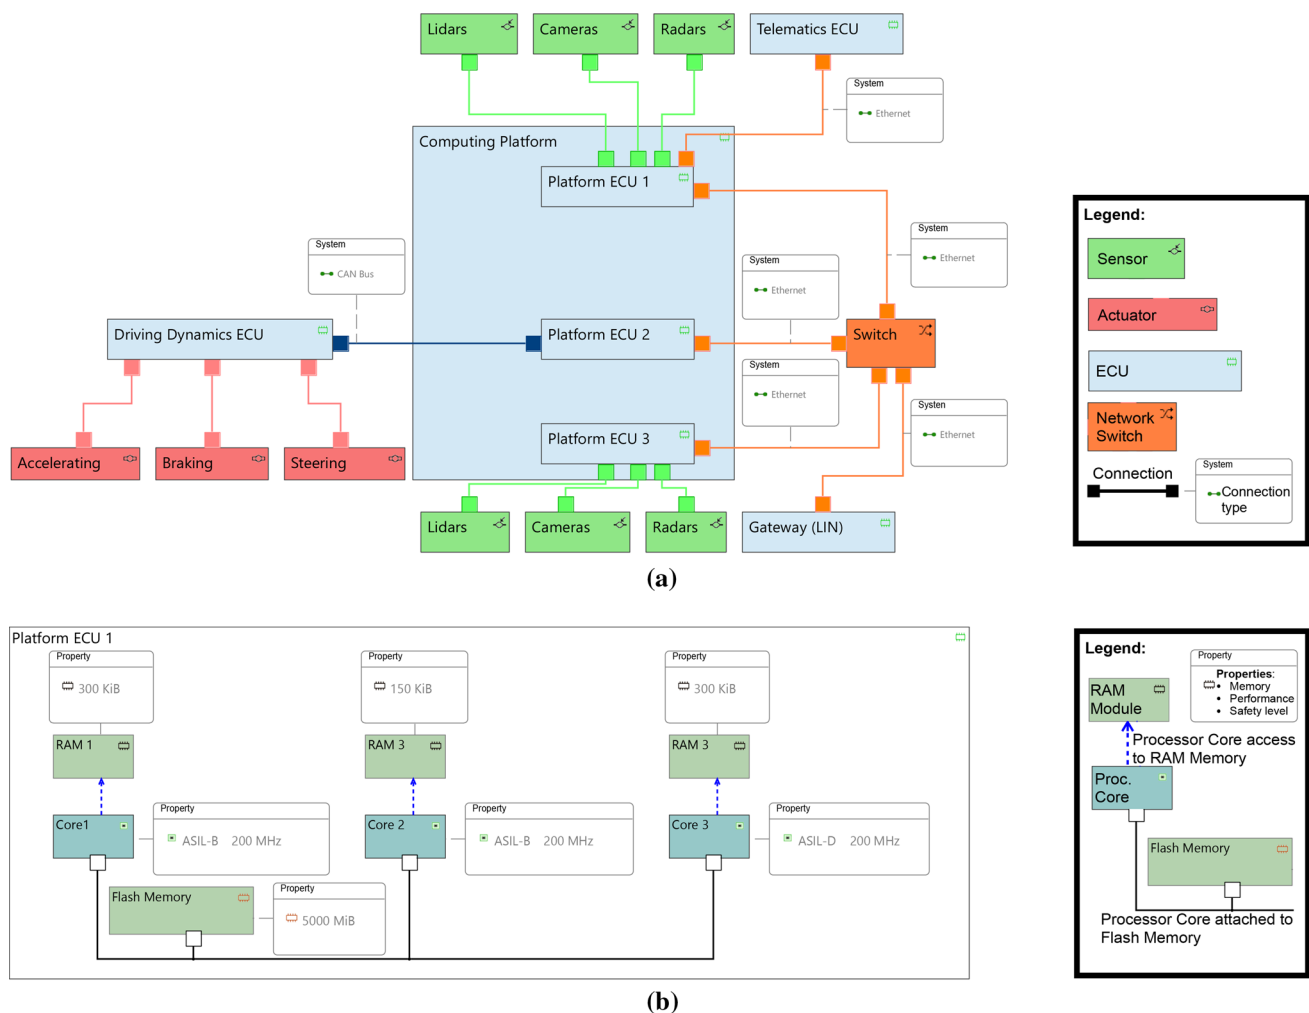 Lidars
Cameras
Radars
Telematics ECU
System
Ethernet
Computing Platform
Platform ECU 1
System
CAN Bus
System
Ethernet
System
Ethernet
Driving Dynamics ECU
Platform ECU 2
Switch
System
Ethernet
Systen
Ethernet
Accelerating
Braking
Steering
Platform ECU 3
Lidars
Cameras
Radars
Gateway (LIN)
Legend:
Sensor
Actuator
ECU
Network
Switch
Connection
System
Connection
type
(a)
Platform ECU 1
Property
300 KiB
Property
150 KiB
Property
300 KiB
RAM 1
RAM 3
RAM 3
Core1
Property
ASIL-B 200 MHz
Core 2
Property
ASIL-B 200 MHz
Core 3
Property
ASIL-D 200 MHz
Flash Memory
Property
5000 MiB
Legend:
Property
Properties:
• Memory
• Performance
• Safety level
RAM
Module
Processor Core access
to RAM Memory
Proc.
Core
Flash Memory
Processor Core attached to
Flash Memory
(b)